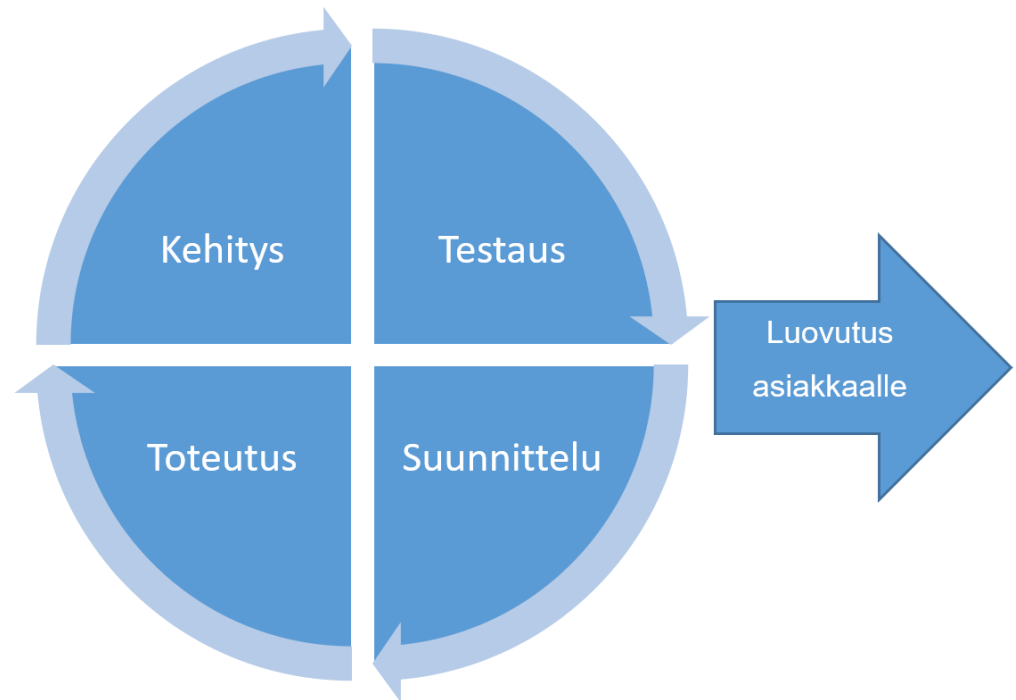 Kehitys
Testaus
Luovutus
asiakkaalle
Toteutus
Suunnittelu